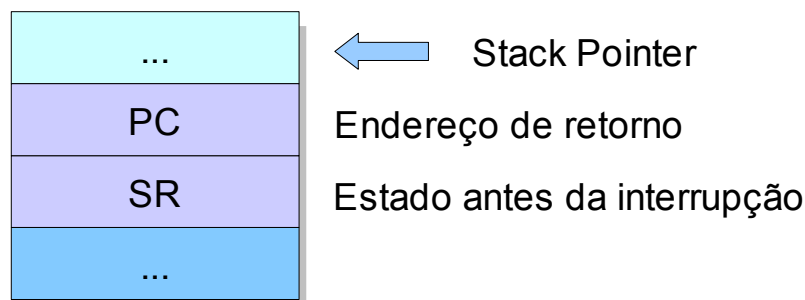 ...
Stack Pointer
PC
Endereço de retorno
SR
Estado antes da interrupção
...